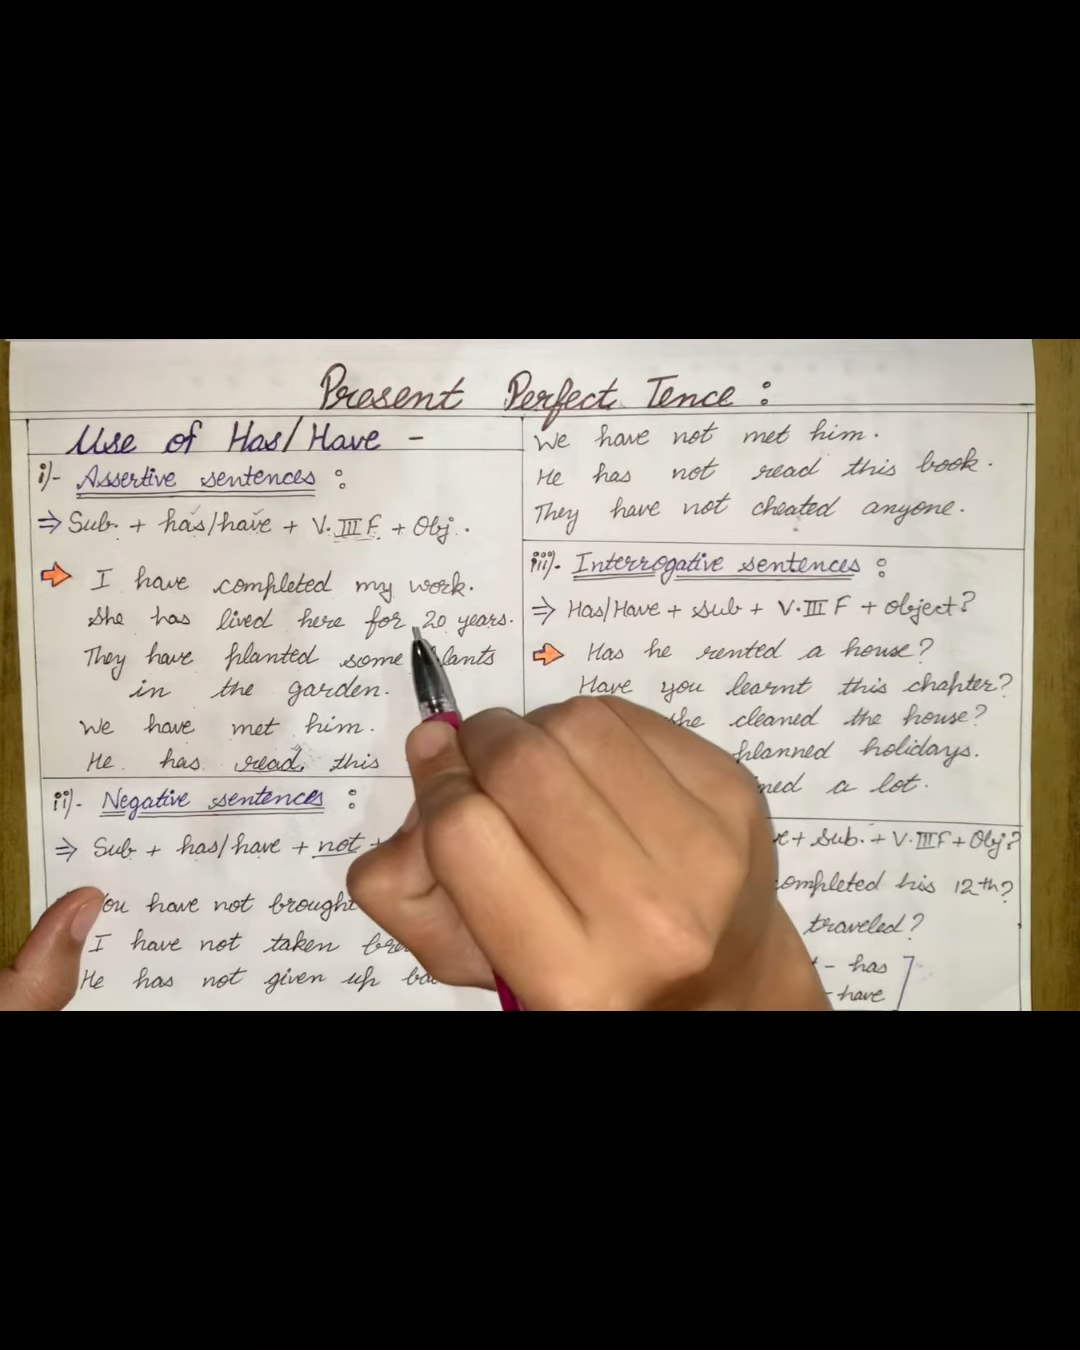 Present Perfect Tence :
Use of Has/Have -
i)- Assertive sentences :
⇒ Sub. + has/have + V.III F. + Obj.
I have completed my work.
She has lived here for 20 years.
They have planted some plants
in the garden.
We have met him.
He has read this
ii)- Negative sentences :
⇒ Sub + has/have + not +
You have not brought
I have not taken
He has not given up
We have not met him.
He has not read this book.
They have not cheated anyone.
iii)- Interrogative sentences :
⇒ Has/Have + sub + V.III F + object?
Has he rented a house?
Have you learnt this chapter?
she cleaned the house?
planned holidays.
a lot.
+ Sub. + V.III F + Obj?
completed his 12th?
traveled?
- has
- have